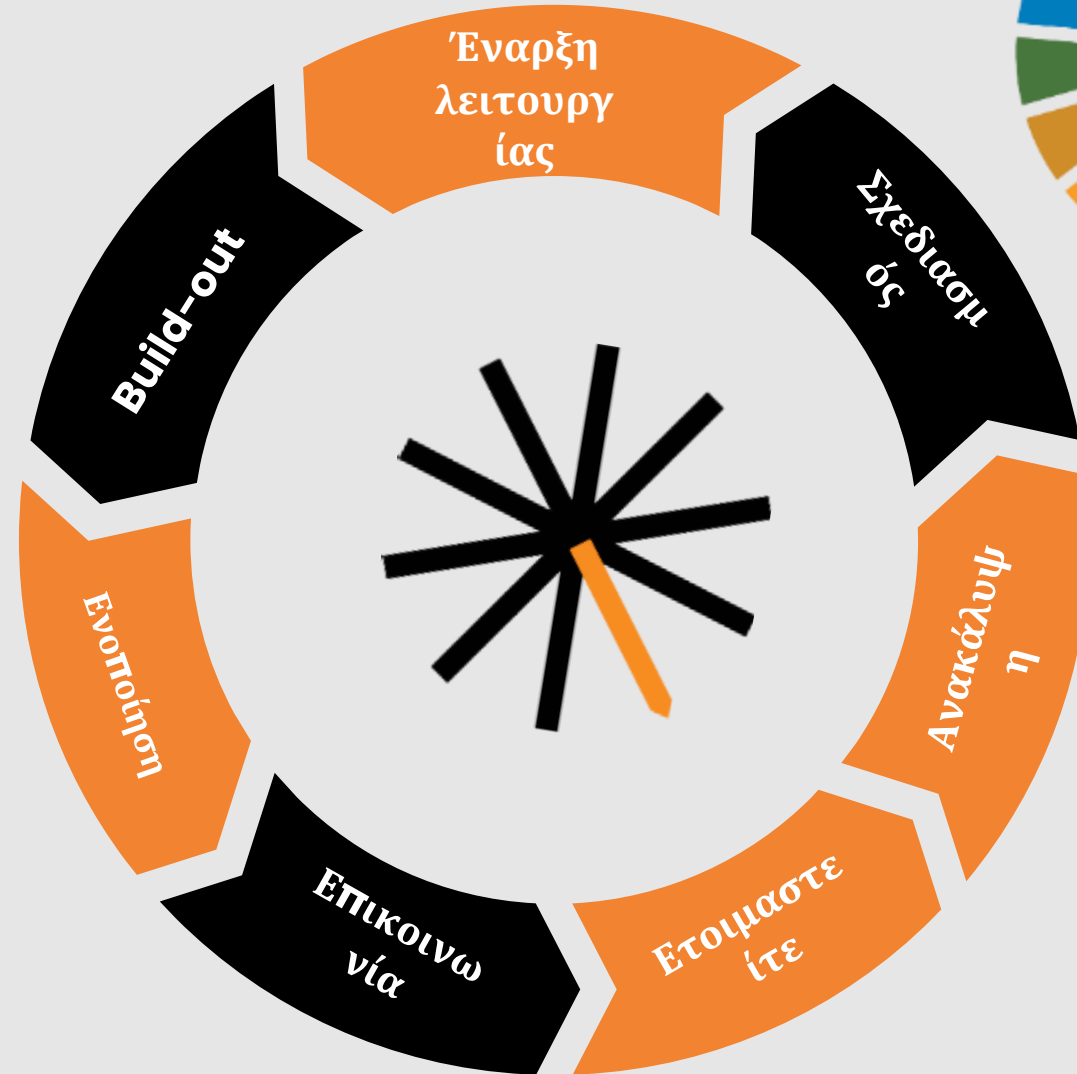 Έναρξη
λειτουργ
ίας
Σχεδιασμ
ός
Ανακάλυψ
η
Ετοιμαστε
ίτε
Επικοινω
νία
Ενοποίηση
Build-out